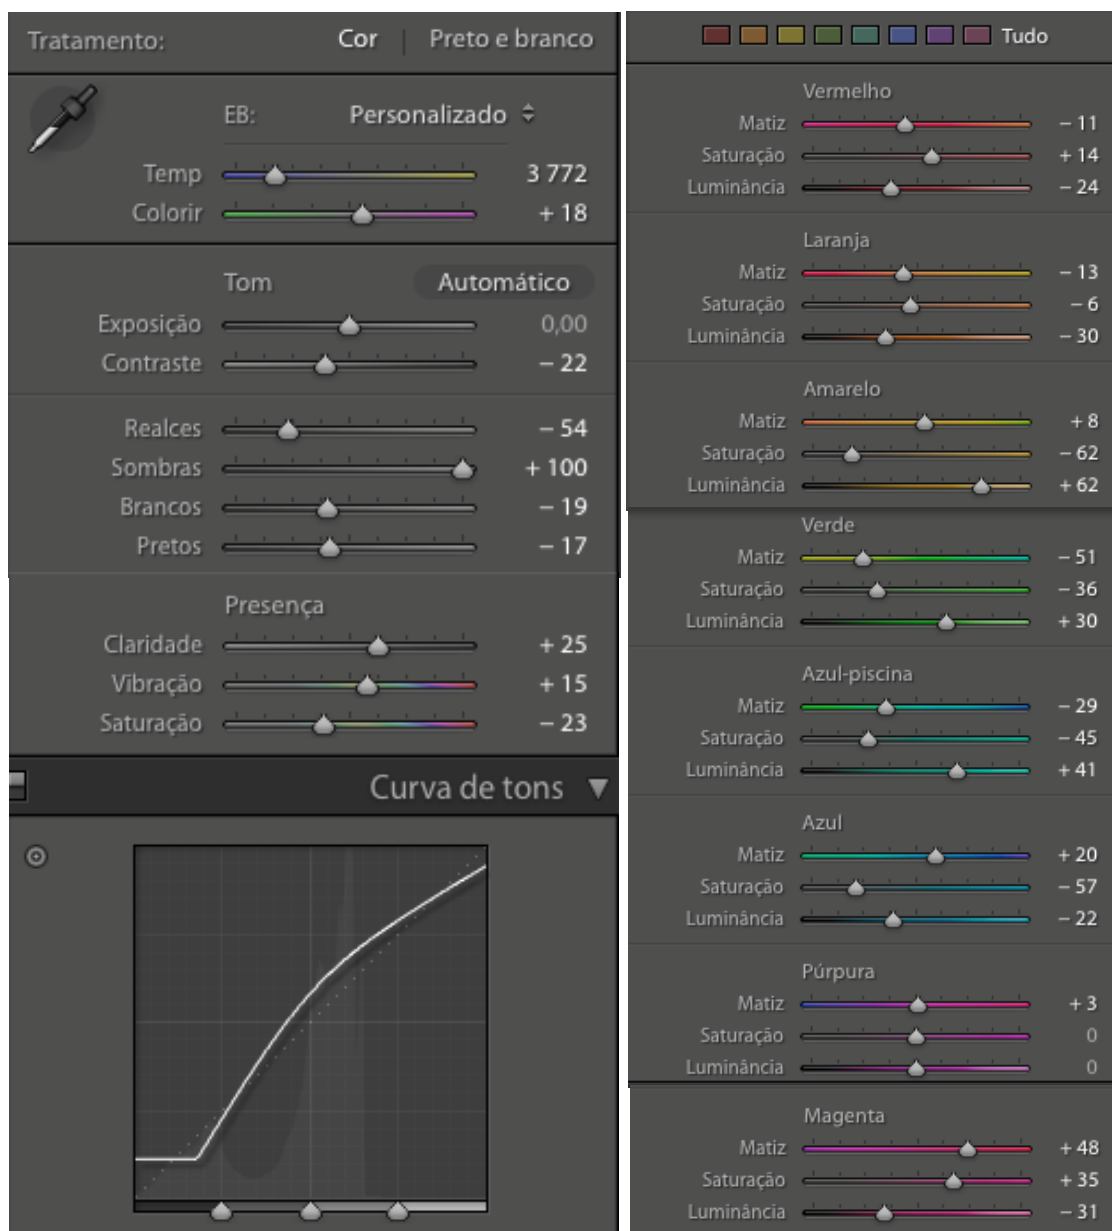 Tratamento: Cor | Preto e branco
EB: Personalizado
Temp 3 772
Colorir + 18
Tom Automático
Exposição 0,00
Contraste − 22
Realces − 54
Sombras + 100
Brancos − 19
Pretos − 17
Presença
Claridade + 25
Vibração + 15
Saturação − 23
Curva de tons
Tudo
Vermelho
Matiz − 11
Saturação + 14
Luminância − 24
Laranja
Matiz − 13
Saturação − 6
Luminância − 30
Amarelo
Matiz + 8
Saturação − 62
Luminância + 62
Verde
Matiz − 51
Saturação − 36
Luminância + 30
Azul-piscina
Matiz − 29
Saturação − 45
Luminância + 41
Azul
Matiz + 20
Saturação − 57
Luminância − 22
Púrpura
Matiz + 3
Saturação 0
Luminância 0
Magenta
Matiz + 48
Saturação + 35
Luminância − 31